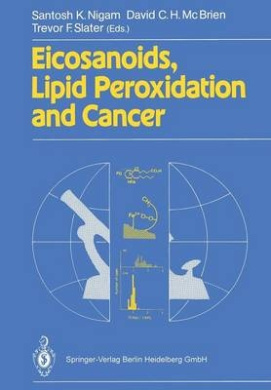 Santosh K. Nigam   David C. H. McBrien
Trevor F. Slater (Eds.)
Eicosanoids,
Lipid Peroxidation
and Cancer
Springer-Verlag Berlin Heidelberg GmbH